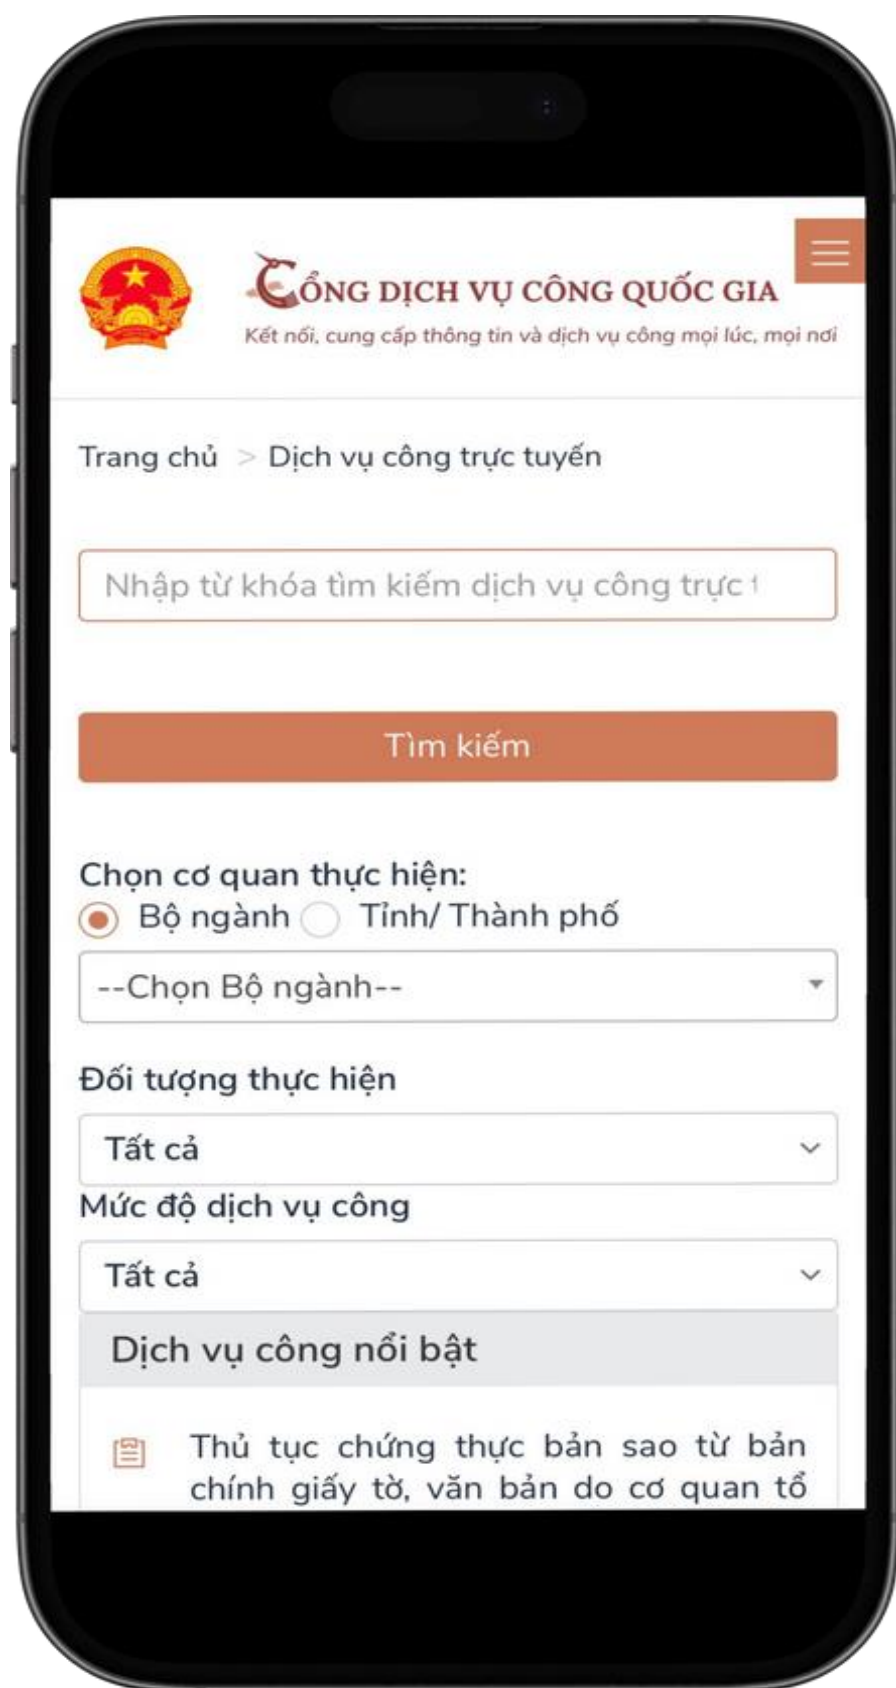 CỔNG DỊCH VỤ CÔNG QUỐC GIA
Kết nối, cung cấp thông tin và dịch vụ công mọi lúc, mọi nơi
Trang chủ > Dịch vụ công trực tuyến
Nhập từ khóa tìm kiếm dịch vụ công trực t
Tìm kiếm
Chọn cơ quan thực hiện:
Bộ ngành Tỉnh/ Thành phố
--Chọn Bộ ngành--
Đối tượng thực hiện
Tất cả
Mức độ dịch vụ công
Tất cả
Dịch vụ công nổi bật
Thủ tục chứng thực bản sao từ bản
chính giấy tờ, văn bản do cơ quan tổ